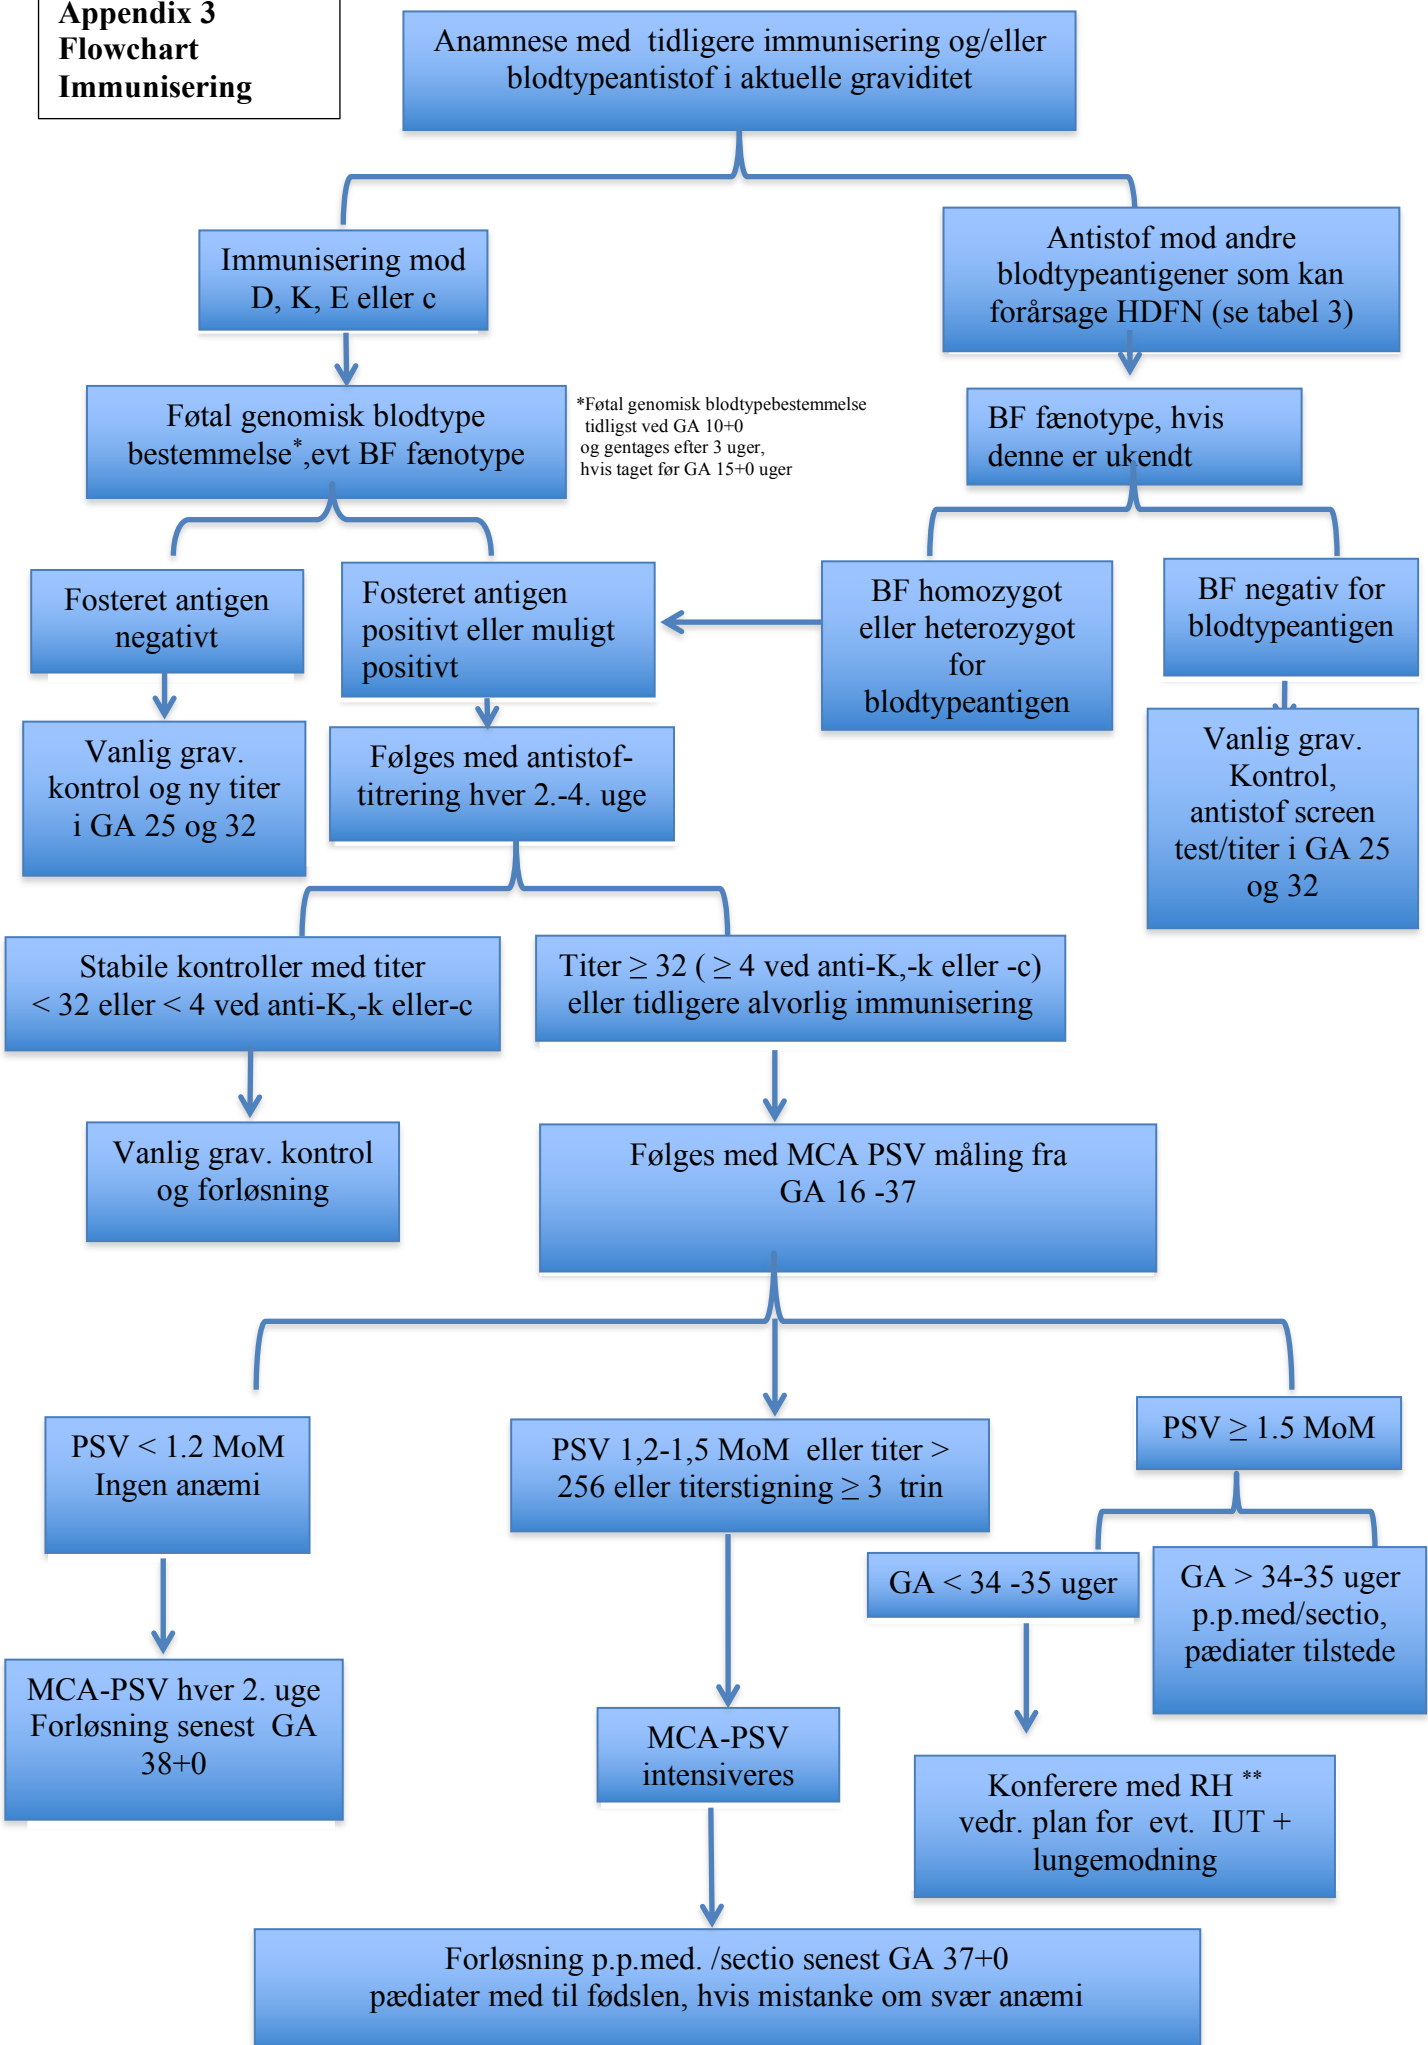 Appendix 3
Flowchart
Immunisering
Anamnese med tidligere immunisering og/eller
blodtypeantistof i aktuelle graviditet
Immunisering mod
D, K, E eller c
Antistof mod andre
blodtypeantigener som kan
forårsage HDFN (se tabel 3)
Føtal genomisk blodtype
bestemmelse*,evt BF fænotype
*Føtal genomisk blodtypebestemmelse
tidligst ved GA 10+0
og gentages efter 3 uger,
hvis taget før GA 15+0 uger
BF fænotype, hvis
denne er ukendt
Fosteret antigen
negativt
Fosteret antigen
positivt eller muligt
positivt
BF homozygot
eller heterozygot
for
blodtypeantigen
BF negativ for
blodtypeantigen
Vanlig grav.
kontrol og ny titer
i GA 25 og 32
Følges med antistof-
titrering hver 2.-4. uge
Vanlig grav.
Kontrol,
antistof screen
test/titer i GA 25
og 32
Stabile kontroller med titer
< 32 eller < 4 ved anti-K,-k eller-c
Titer ≥ 32 ( ≥ 4 ved anti-K,-k eller -c)
eller tidligere alvorlig immunisering
Vanlig grav. kontrol
og forløsning
Følges med MCA PSV måling fra
GA 16 -37
PSV < 1.2 MoM
Ingen anæmi
PSV 1,2-1,5 MoM eller titer >
256 eller titerstigning ≥ 3 trin
PSV ≥ 1.5 MoM
GA < 34 -35 uger
GA > 34-35 uger
p.p.med/sectio,
pædiater tilstede
MCA-PSV hver 2. uge
Forløsning senest GA
38+0
MCA-PSV
intensiveres
Konferere med RH **
vedr. plan for evt. IUT +
lungemodning
Forløsning p.p.med. /sectio senest GA 37+0
pædiater med til fødslen, hvis mistanke om svær anæmi